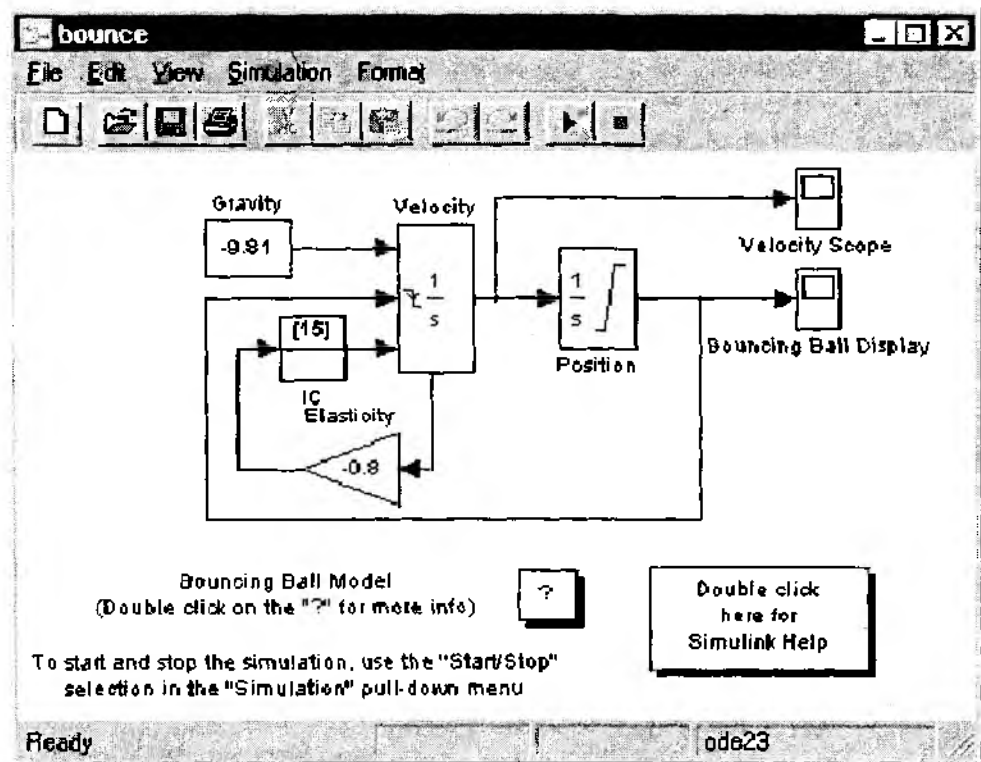 bounce
File Edit View Simulation Format
Gravity
-9.81
Velocity
1
s
1
s
Position
Velocity Scope
Bouncing Ball Display
[15]
IC
Elasticity
-0.8
Bouncing Ball Model
(Double click on the "?" for more info)
?
Double click
here for
Simulink Help
To start and stop the simulation, use the "Start/Stop"
selection in the "Simulation" pull-down menu
Ready
ode23